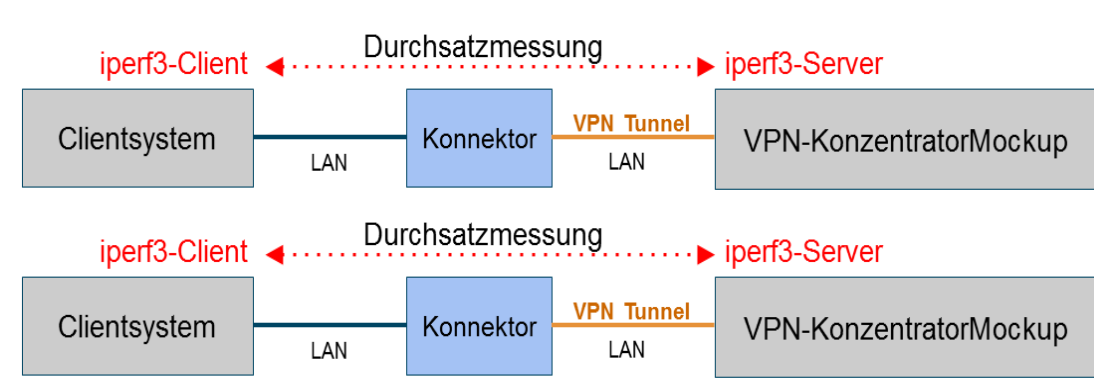 Durchsatzmessung
iperf3-Client
iperf3-Server
Clientsystem
LAN
Konnektor
VPN Tunnel
LAN
VPN-KonzentratorMockup
Durchsatzmessung
iperf3-Client
iperf3-Server
Clientsystem
LAN
Konnektor
VPN Tunnel
LAN
VPN-KonzentratorMockup